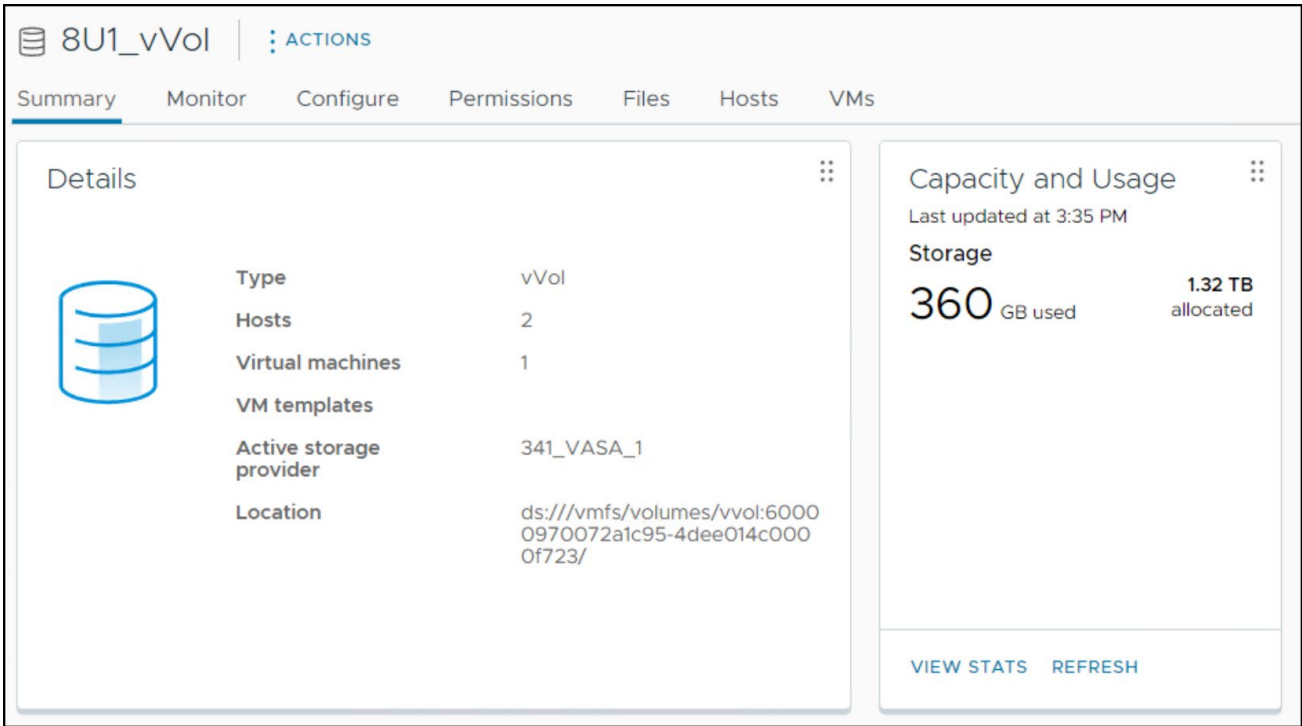 8U1_vVol ACTIONS
Summary Monitor Configure Permissions Files Hosts VMs
Details
Type vVol
Hosts 2
Virtual machines 1
VM templates
Active storage provider 341_VASA_1
Location ds:///vmfs/volumes/vvol:6000
0970072a1c95-4dee014c000
0f723/
Capacity and Usage
Last updated at 3:35 PM
Storage
360 GB used 1.32 TB allocated
VIEW STATS REFRESH